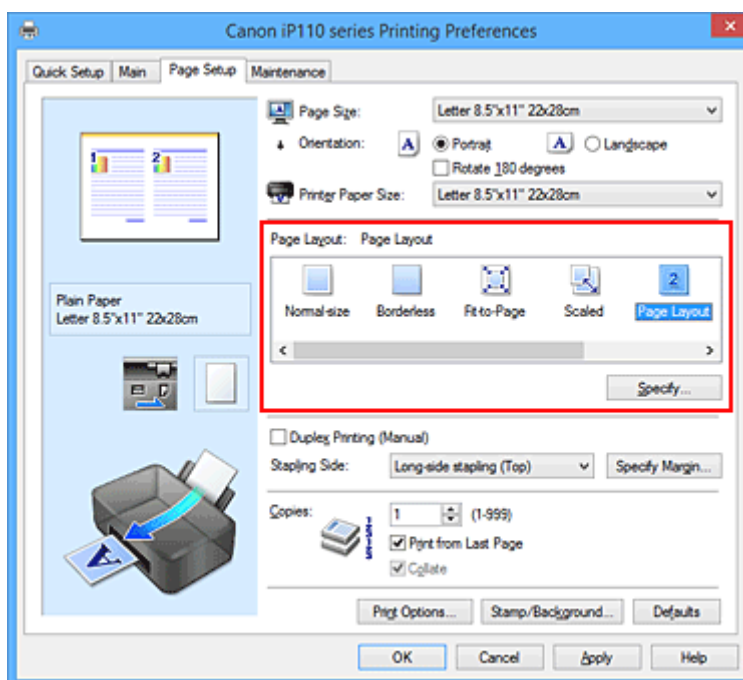 Canon iP110 series Printing Preferences
Quick Setup Main Page Setup Maintenance
Page Size: Letter 8.5"x11" 22x28cm
Orientation: A Portrait A Landscape
Rotate 180 degrees
Printer Paper Size: Letter 8.5"x11" 22x28cm
1 2
Page Layout: Page Layout
2
Normal-size Borderless Fit-to-Page Scaled Page Layout
Specify...
Plain Paper
Letter 8.5"x11" 22x28cm
Duplex Printing (Manual)
Stapling Side: Long-side stapling (Top) Specify Margin...
Copies: 1 (1-999)
Print from Last Page
Collate
A
Print Options... Stamp/Background... Defaults
OK Cancel Apply Help